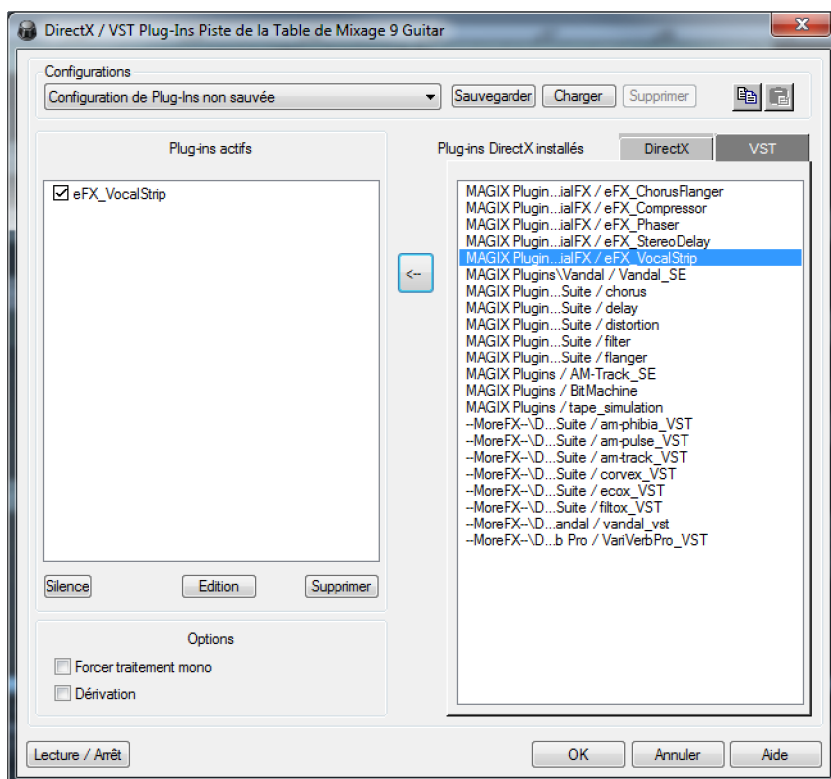 DirectX / VST Plug-Ins Piste de la Table de Mixage 9 Guitar
Configurations
Configuration de Plug-Ins non sauvée
Sauvegarder
Charger
Supprimer
Plug-ins actifs
eFX_VocalStrip
Silence
Edition
Supprimer
Options
Forcer traitement mono
Dérivation
<--
Plug-ins DirectX installés
DirectX
VST
MAGIX Plugin...ialFX / eFX_ChorusFlanger
MAGIX Plugin...ialFX / eFX_Compressor
MAGIX Plugin...ialFX / eFX_Phaser
MAGIX Plugin...ialFX / eFX_StereoDelay
MAGIX Plugin...ialFX / eFX_VocalStrip
MAGIX Plugins\Vandal / Vandal_SE
MAGIX Plugin...Suite / chorus
MAGIX Plugin...Suite / delay
MAGIX Plugin...Suite / distortion
MAGIX Plugin...Suite / filter
MAGIX Plugin...Suite / flanger
MAGIX Plugins / AM-Track_SE
MAGIX Plugins / BitMachine
MAGIX Plugins / tape_simulation
--MoreFX--\D...Suite / am-phibia_VST
--MoreFX--\D...Suite / am-pulse_VST
--MoreFX--\D...Suite / am-track_VST
--MoreFX--\D...Suite / corvex_VST
--MoreFX--\D...Suite / ecox_VST
--MoreFX--\D...Suite / filtox_VST
--MoreFX--\D...andal / vandal_vst
--MoreFX--\D...b Pro / VariVerbPro_VST
Lecture / Arrêt
OK
Annuler
Aide